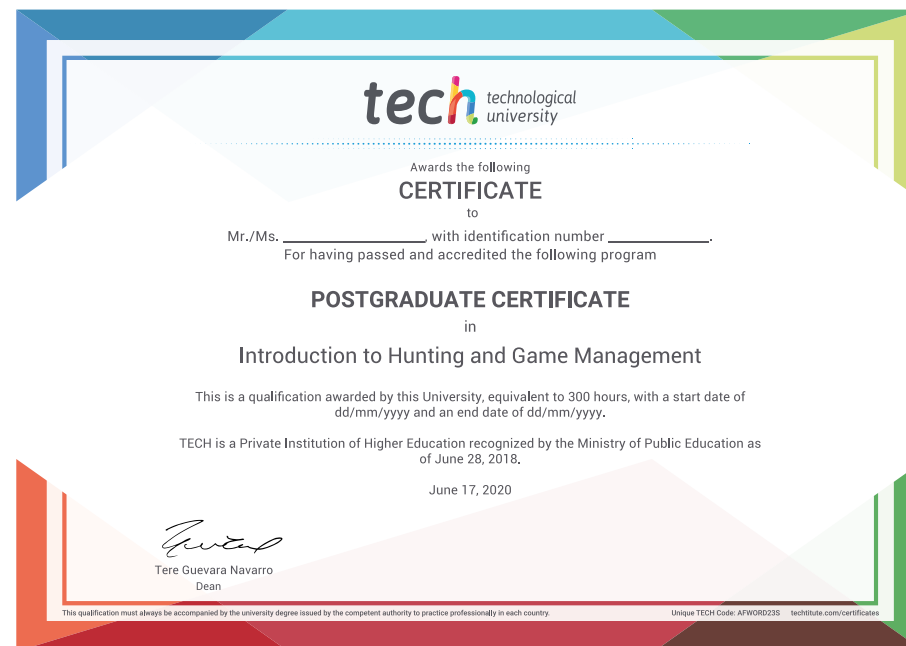 tech technological
university
Awards the following
CERTIFICATE
to
Mr./Ms. ____________________, with identification number ______________.
For having passed and accredited the following program
POSTGRADUATE CERTIFICATE
in
Introduction to Hunting and Game Management
This is a qualification awarded by this University, equivalent to 300 hours, with a start date of
dd/mm/yyyy and an end date of dd/mm/yyyy.
TECH is a Private Institution of Higher Education recognized by the Ministry of Public Education as
of June 28, 2018.
June 17, 2020
Tere Guevara Navarro
Dean
This qualification must always be accompanied by the university degree issued by the competent authority to practice professionally in each country. Unique TECH Code: AFWORD23S techtitute.com/certificates